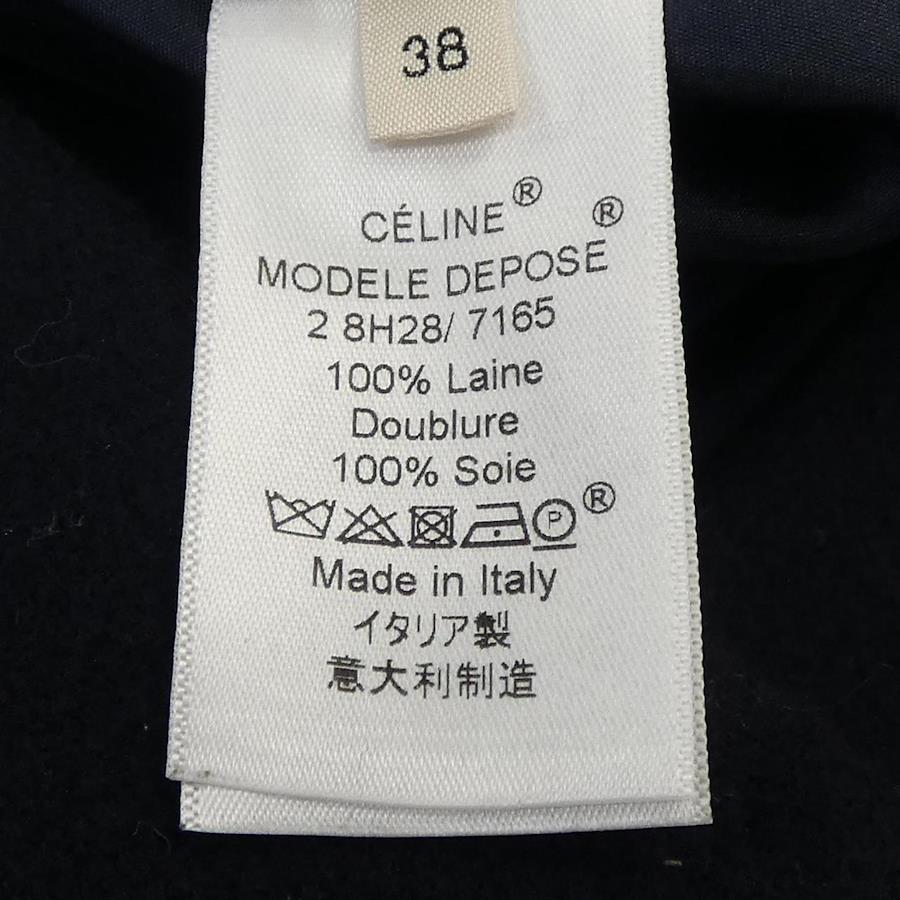 38
CÉLINE®
MODELE DEPOSE®
2 8H28/ 7165
100% Laine
Doublure
100% Soie
P ®
Made in Italy
イタリア製
意大利制造